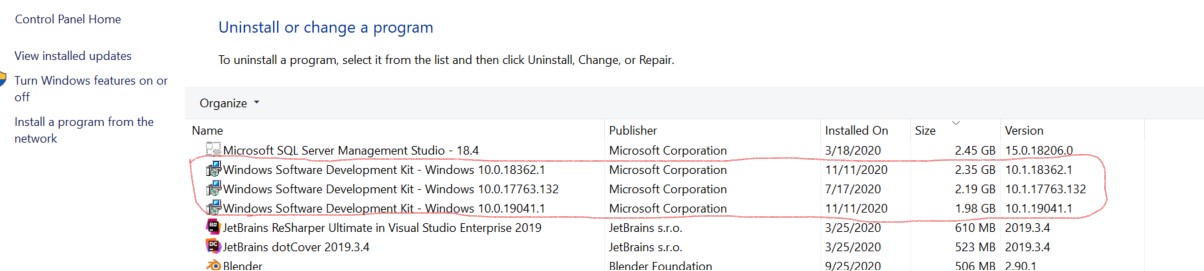 Control Panel Home
View installed updates
Turn Windows features on or
off
Install a program from the
network
Uninstall or change a program
To uninstall a program, select it from the list and then click Uninstall, Change, or Repair.
Organize
Name Publisher Installed On Size Version
Microsoft SQL Server Management Studio - 18.4 Microsoft Corporation 3/18/2020 2.45 GB 15.0.18206.0
Windows Software Development Kit - Windows 10.0.18362.1 Microsoft Corporation 11/11/2020 2.35 GB 10.1.18362.1
Windows Software Development Kit - Windows 10.0.17763.132 Microsoft Corporation 7/17/2020 2.19 GB 10.1.17763.132
Windows Software Development Kit - Windows 10.0.19041.1 Microsoft Corporation 11/11/2020 1.98 GB 10.1.19041.1
JetBrains ReSharper Ultimate in Visual Studio Enterprise 2019 JetBrains s.r.o. 3/25/2020 610 MB 2019.3.4
JetBrains dotCover 2019.3.4 JetBrains s.r.o. 3/25/2020 523 MB 2019.3.4
Blender Blender Foundation 9/25/2020 506 MB 2.90.1